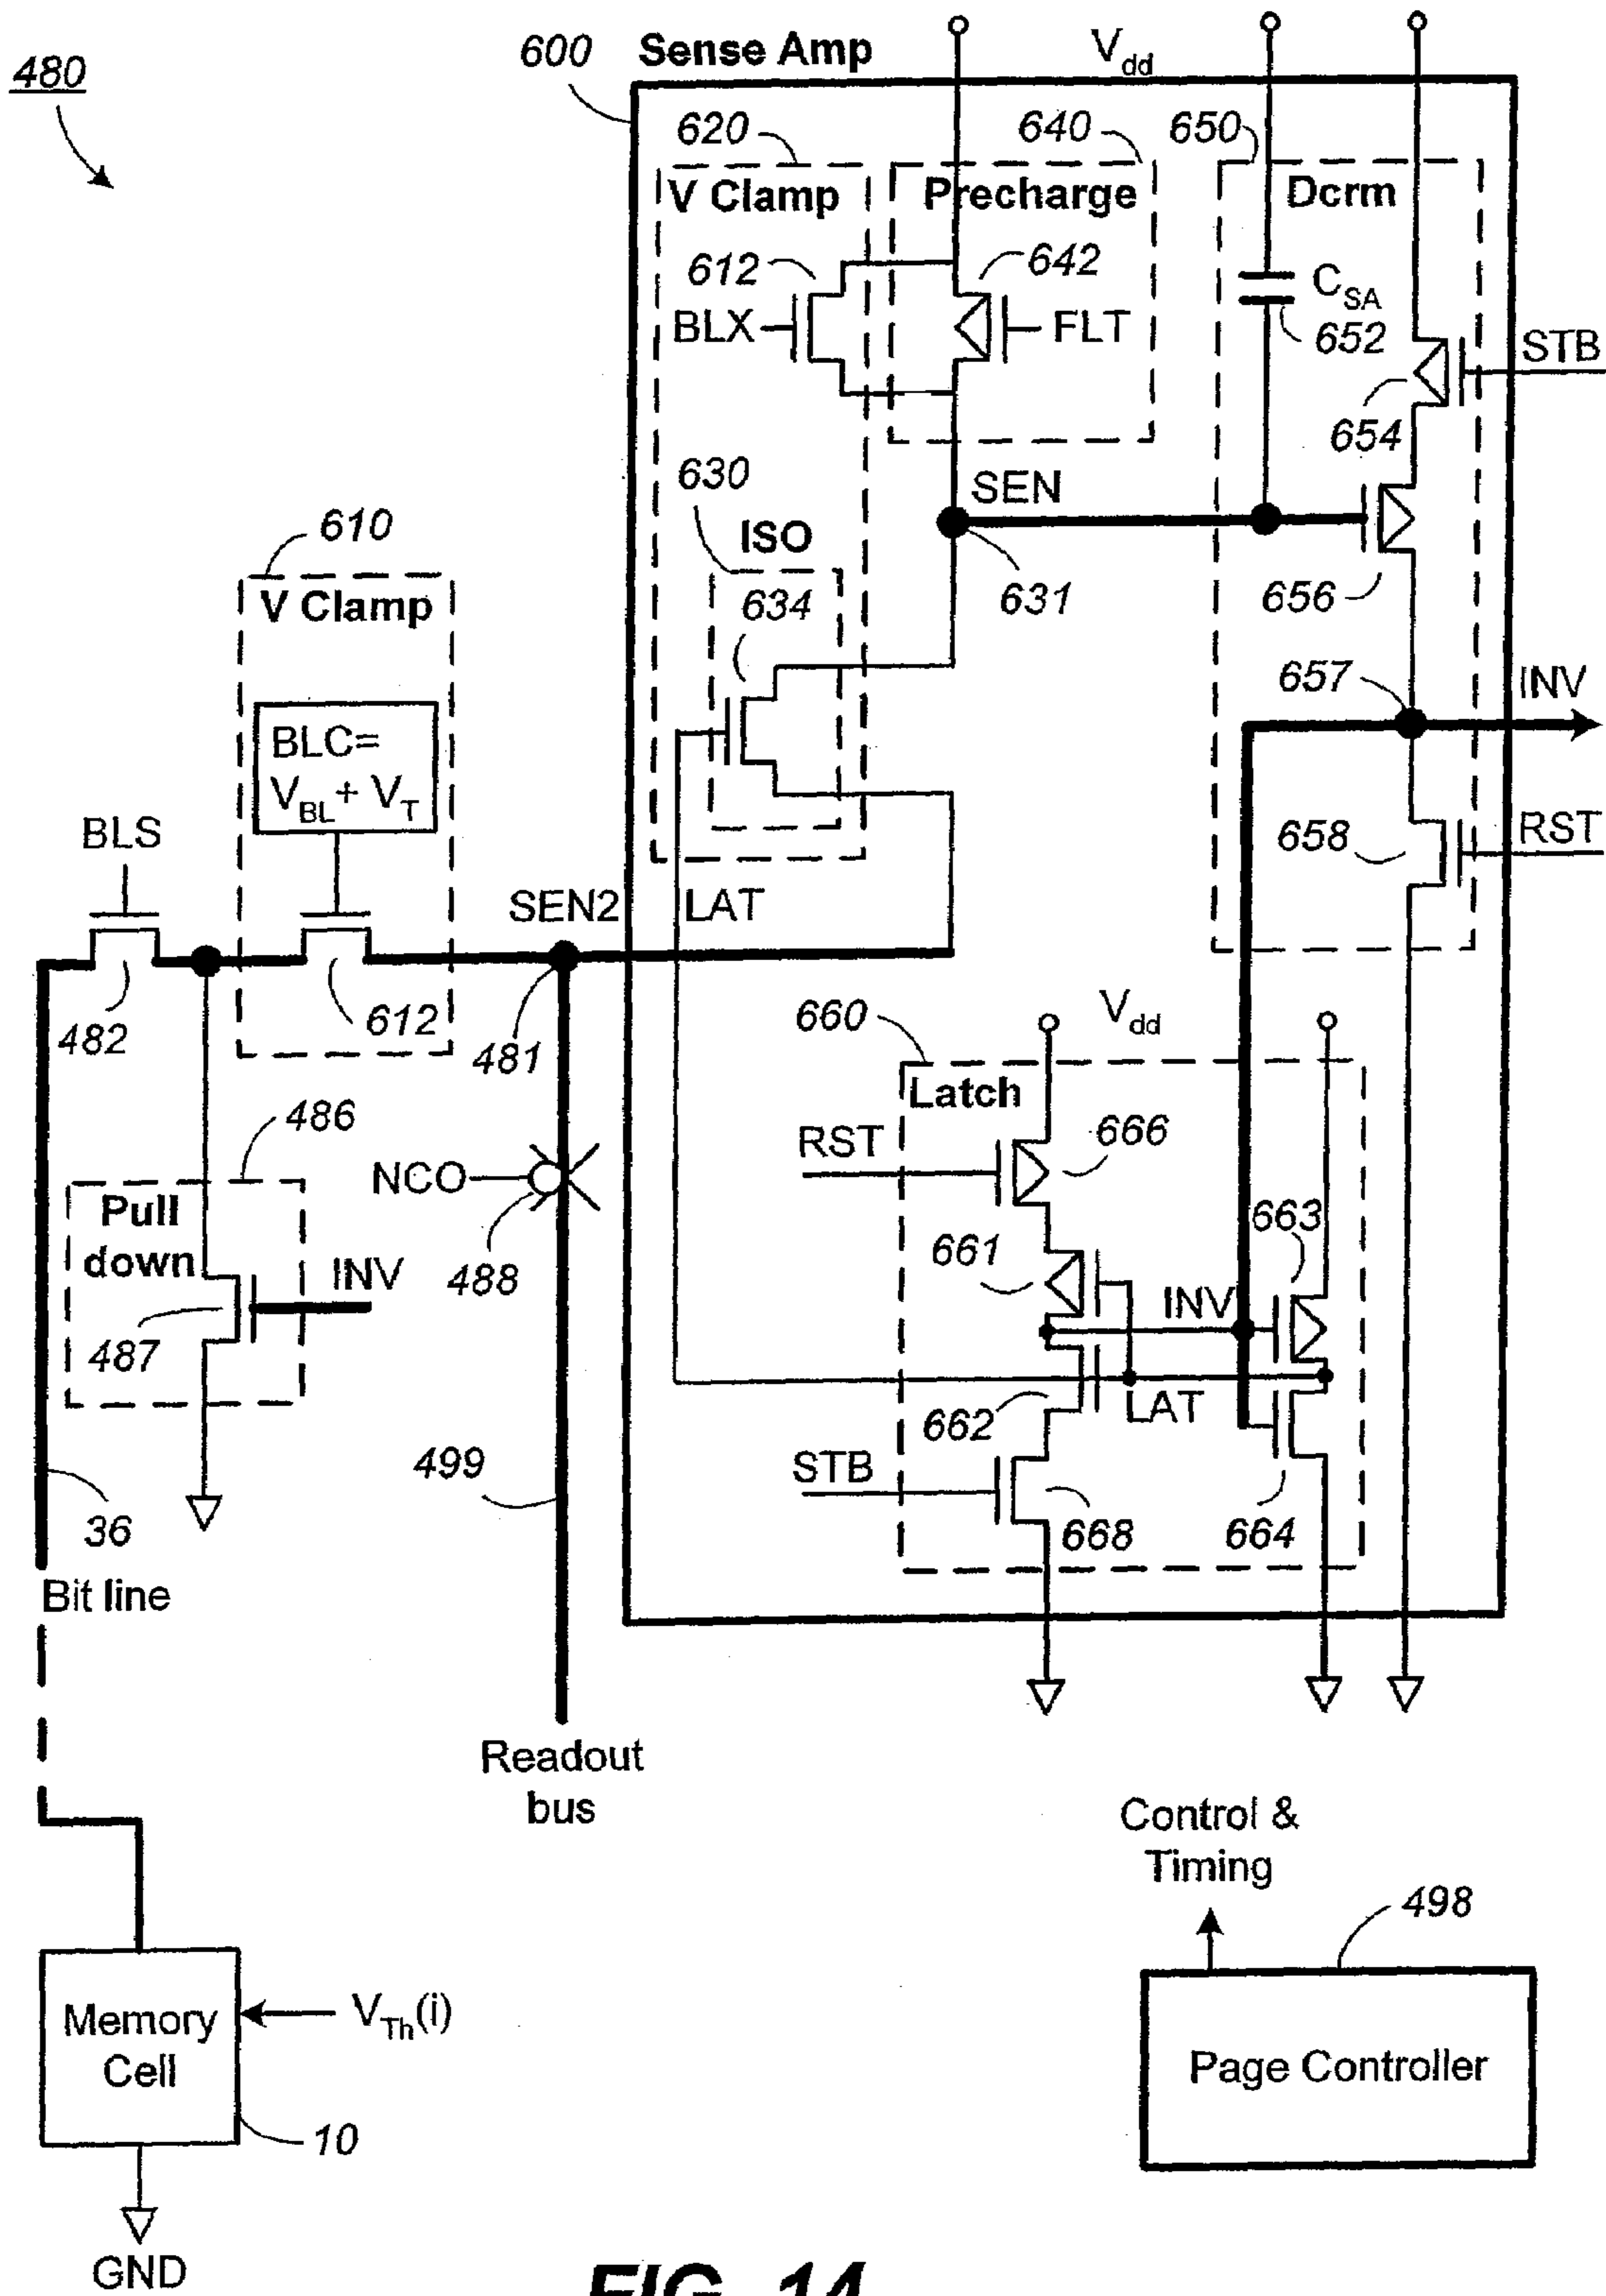 480
600
Sense Amp
Vdd
620
640
650
V Clamp
Precharge
Dcrm
612
642
BLX
FLT
CSA
652
STB
654
630
SEN
610
ISO
V Clamp
634
631
656
657
INV
BLC=
VBL + VT
BLS
658
RST
SEN2
LAT
482
612
481
660
Vdd
486
Latch
RST
666
NCO
Pull
down
INV
488
661
663
INV
487
662
LAT
499
STB
36
668
664
Bit line
Readout
bus
Control &
Timing
498
Memory
Cell
VTh(i)
Page Controller
10
GND
FIG. 14